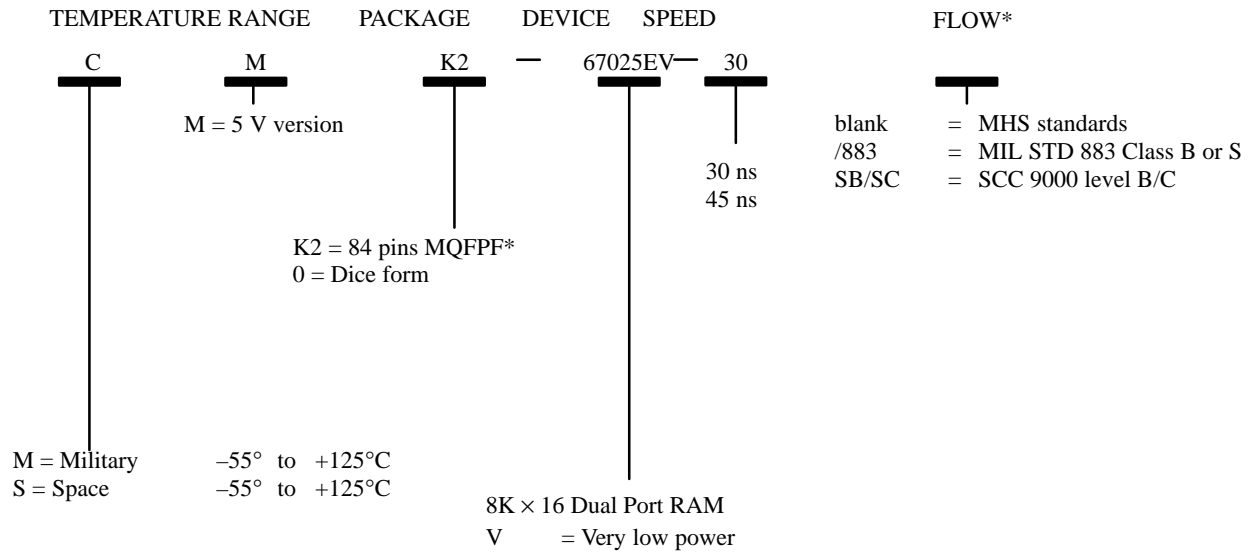 TEMPERATURE RANGE PACKAGE DEVICE SPEED FLOW*
C M K2 — 67025EV — 30
M = 5 V version
blank = MHS standards
/883 = MIL STD 883 Class B or S
SB/SC = SCC 9000 level B/C
30 ns
45 ns
K2 = 84 pins MQFPF*
0 = Dice form
M = Military –55° to +125°C
S = Space –55° to +125°C
8K × 16 Dual Port RAM
V = Very low power